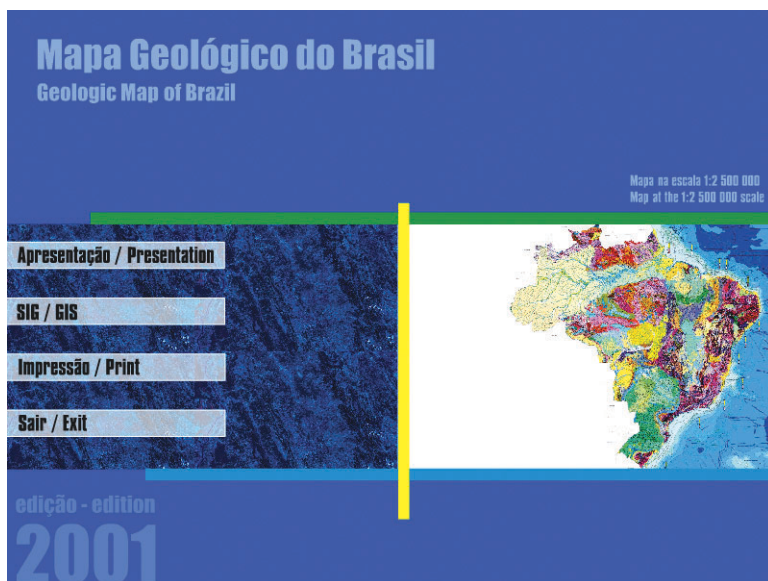 Mapa Geológico do Brasil
Geologic Map of Brazil
Mapa na escala 1:2 500 000
Map at the 1:2 500 000 scale
Apresentação / Presentation
SIG / GIS
Impressão / Print
Sair / Exit
edição - edition
2001